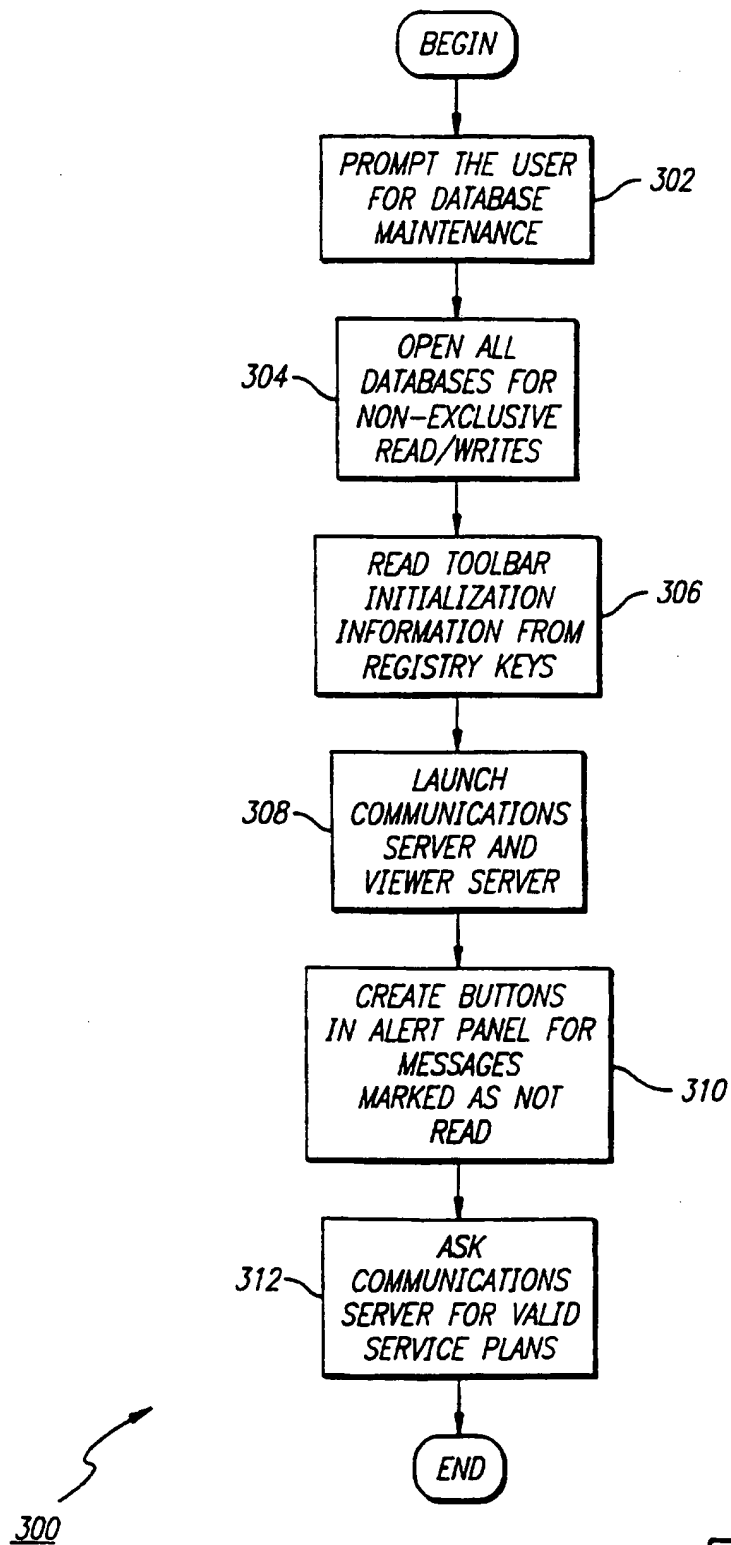 BEGIN
PROMPT THE USER
FOR DATABASE
MAINTENANCE
302
OPEN ALL
DATABASES FOR
NON-EXCLUSIVE
READ/WRITES
304
READ TOOLBAR
INITIALIZATION
INFORMATION FROM
REGISTRY KEYS
306
LAUNCH
COMMUNICATIONS
SERVER AND
VIEWER SERVER
308
CREATE BUTTONS
IN ALERT PANEL FOR
MESSAGES
MARKED AS NOT
READ
310
ASK
COMMUNICATIONS
SERVER FOR VALID
SERVICE PLANS
312
END
300